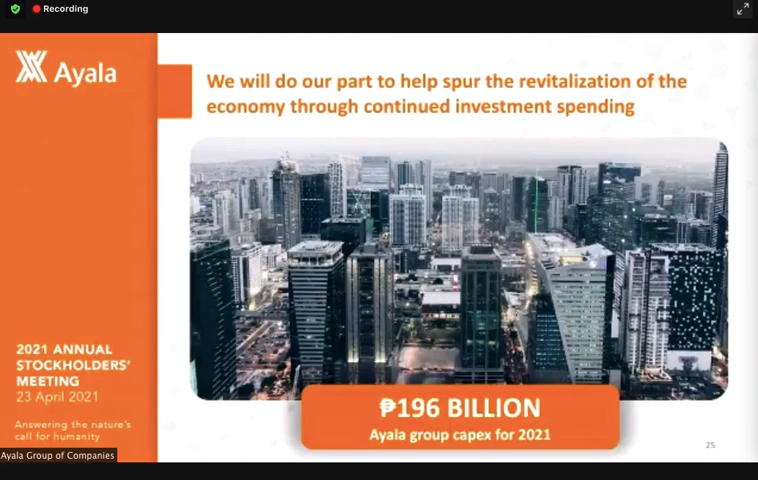 Recording
Ayala
We will do our part to help spur the revitalization of the
economy through continued investment spending
2021 ANNUAL
STOCKHOLDERS'
MEETING
23 April 2021
Answering the nature's
call for humanity
₱196 BILLION
Ayala group capex for 2021
25
Ayala Group of Companies